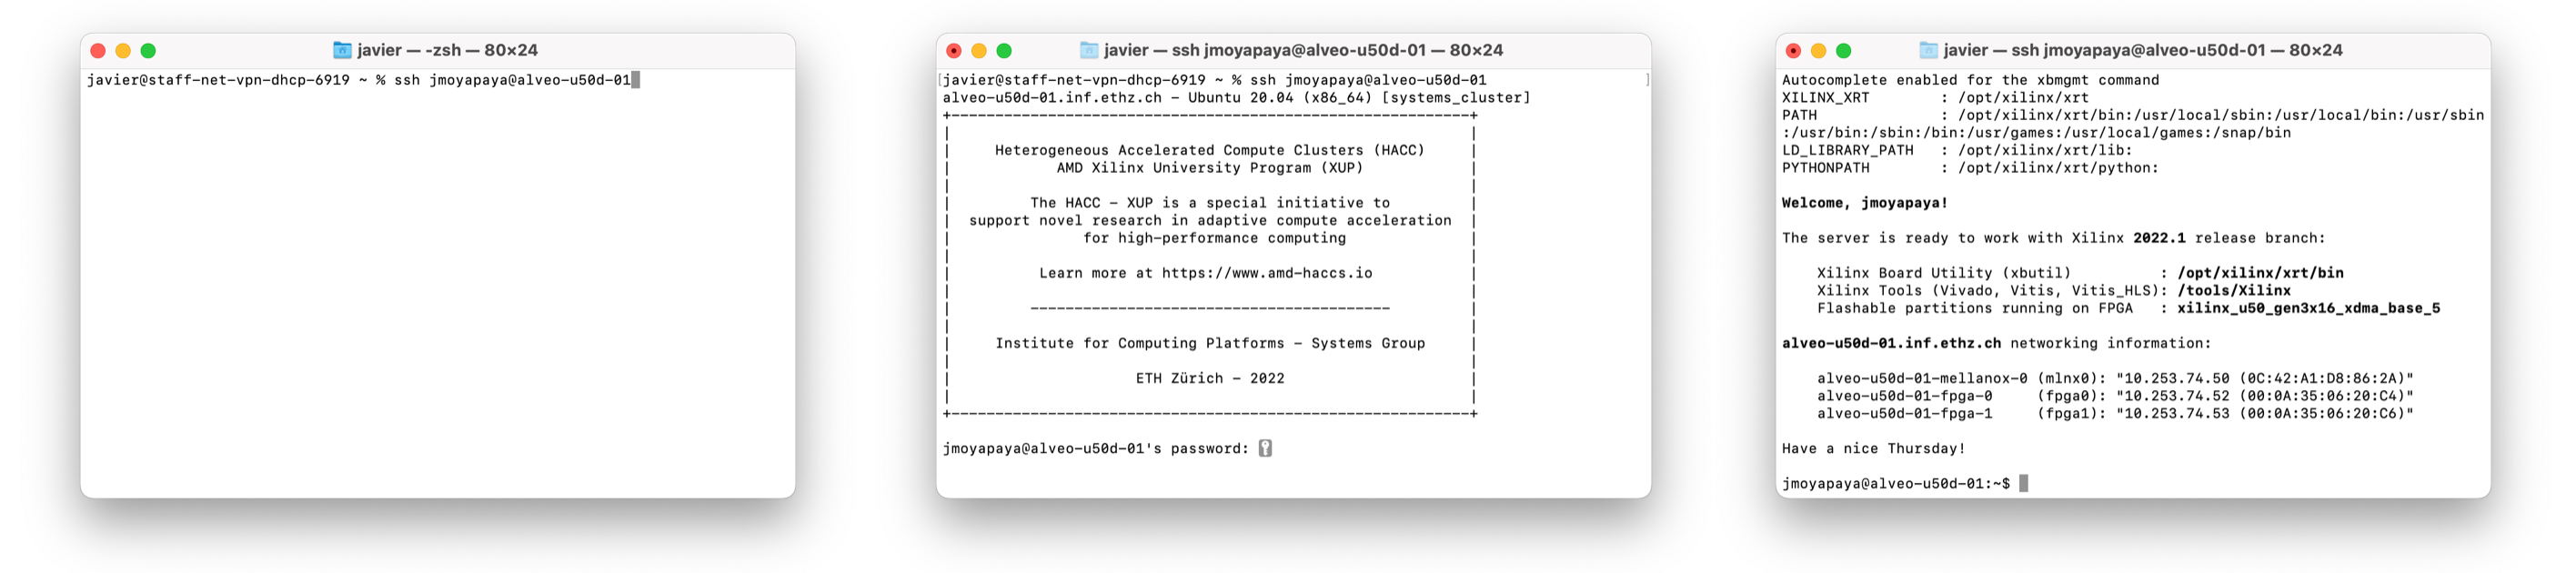 javier — -zsh — 80×24
javier@staff-net-vpn-dhcp-6919 ~ % ssh jmoyapaya@alveo-u50d-01
javier — ssh jmoyapaya@alveo-u50d-01 — 80×24
[javier@staff-net-vpn-dhcp-6919 ~ % ssh jmoyapaya@alveo-u50d-01 ]
alveo-u50d-01.inf.ethz.ch - Ubuntu 20.04 (x86_64) [systems_cluster]
Heterogeneous Accelerated Compute Clusters (HACC)
AMD Xilinx University Program (XUP)
The HACC - XUP is a special initiative to
support novel research in adaptive compute acceleration
for high-performance computing
Learn more at https://www.amd-haccs.io
-----------------------------------------
Institute for Computing Platforms - Systems Group
ETH Zürich - 2022
jmoyapaya@alveo-u50d-01's password:
javier — ssh jmoyapaya@alveo-u50d-01 — 80×24
Autocomplete enabled for the xbmgmt command
XILINX_XRT : /opt/xilinx/xrt
PATH : /opt/xilinx/xrt/bin:/usr/local/sbin:/usr/local/bin:/usr/sbin
:/usr/bin:/sbin:/bin:/usr/games:/usr/local/games:/snap/bin
LD_LIBRARY_PATH : /opt/xilinx/xrt/lib:
PYTHONPATH : /opt/xilinx/xrt/python:
Welcome, jmoyapaya!
The server is ready to work with Xilinx 2022.1 release branch:
Xilinx Board Utility (xbutil) : /opt/xilinx/xrt/bin
Xilinx Tools (Vivado, Vitis, Vitis_HLS): /tools/Xilinx
Flashable partitions running on FPGA : xilinx_u50_gen3x16_xdma_base_5
alveo-u50d-01.inf.ethz.ch networking information:
alveo-u50d-01-mellanox-0 (mlnx0): "10.253.74.50 (0C:42:A1:D8:86:2A)"
alveo-u50d-01-fpga-0 (fpga0): "10.253.74.52 (00:0A:35:06:20:C4)"
alveo-u50d-01-fpga-1 (fpga1): "10.253.74.53 (00:0A:35:06:20:C6)"
Have a nice Thursday!
jmoyapaya@alveo-u50d-01:~$